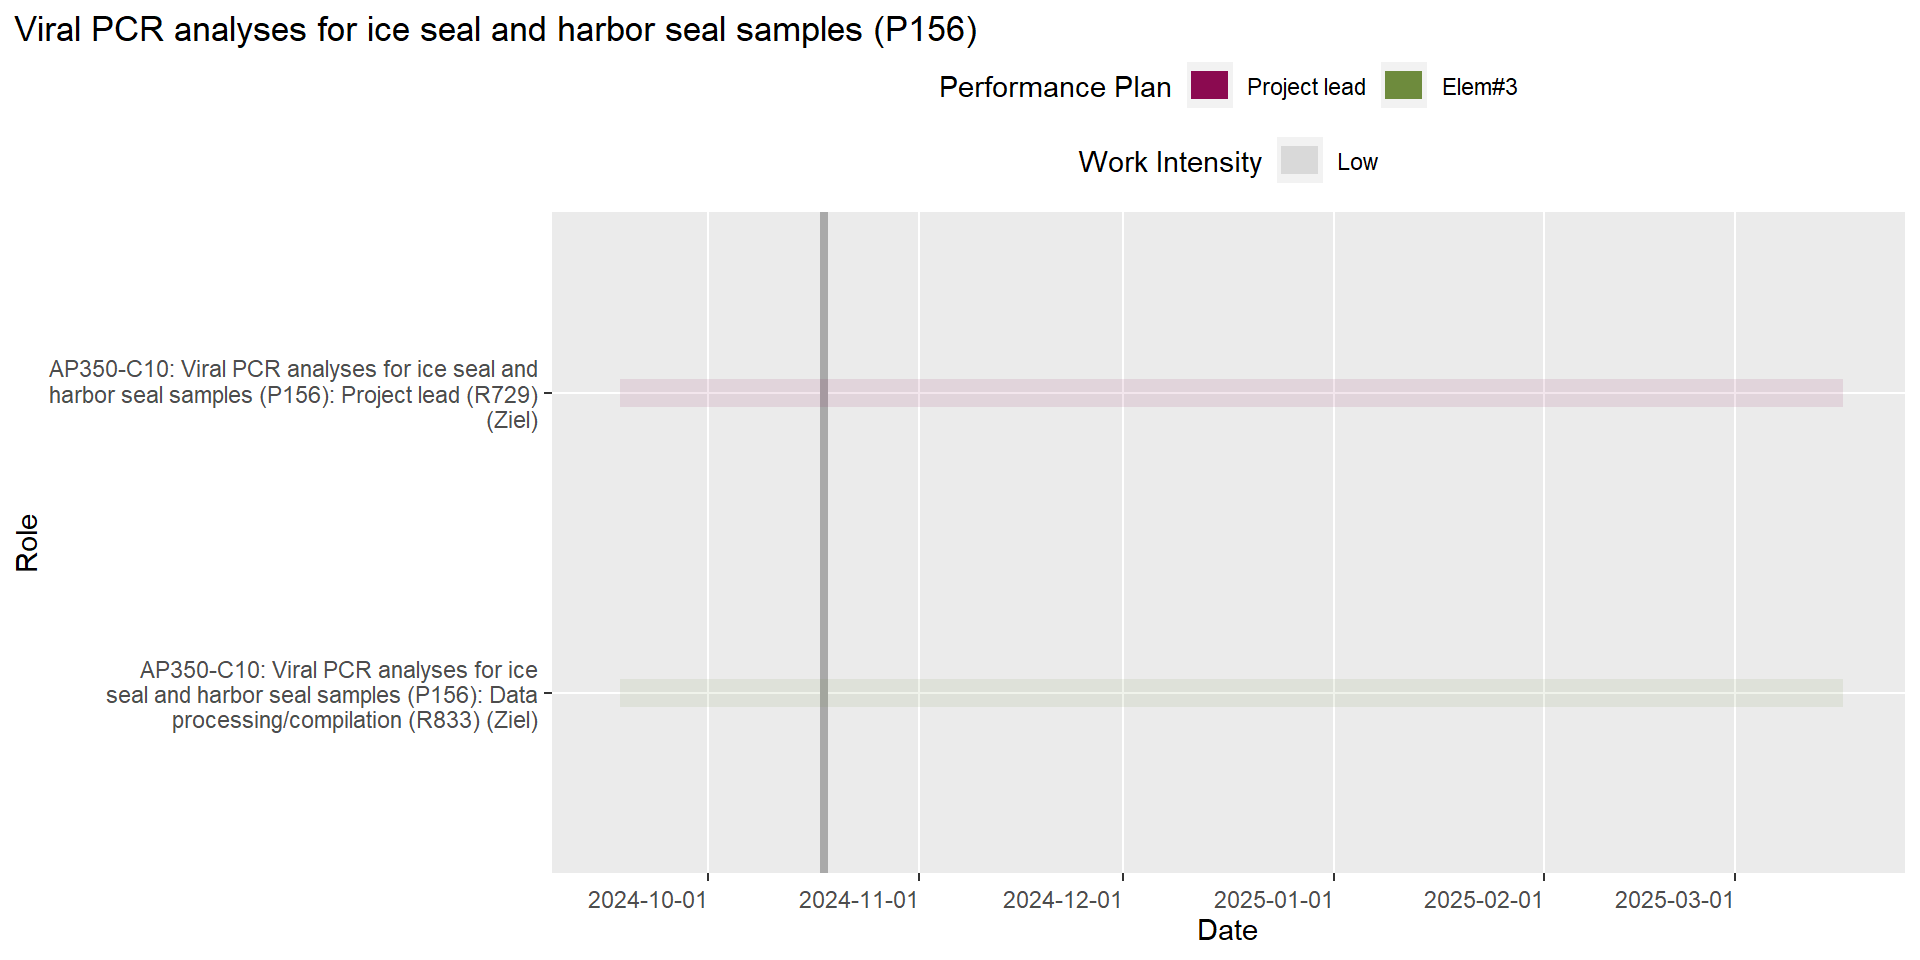 Viral PCR analyses for ice seal and harbor seal samples (P156)
Performance Plan Project lead Elem#3
Work Intensity Low
AP350-C10: Viral PCR analyses for ice seal and
harbor seal samples (P156): Project lead (R729)
(Ziel)
Role
AP350-C10: Viral PCR analyses for ice
seal and harbor seal samples (P156): Data
processing/compilation (R833) (Ziel)
2024-10-01 2024-11-01 2024-12-01 2025-01-01 2025-02-01 2025-03-01
Date